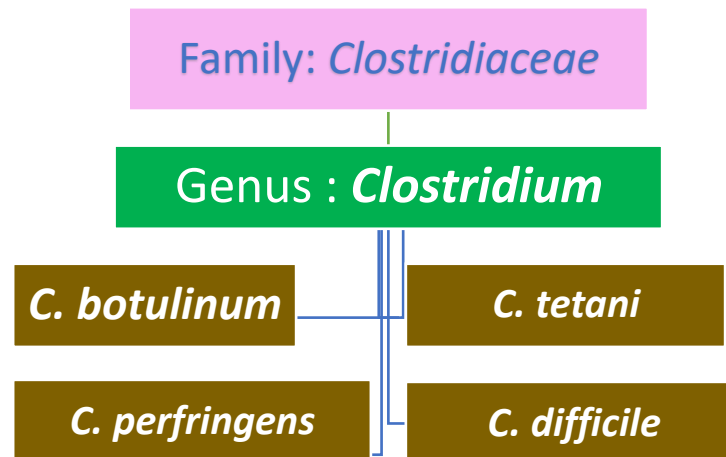 Family: Clostridiaceae
Genus : Clostridium
C. botulinum
C. tetani
C. perfringens
C. difficile